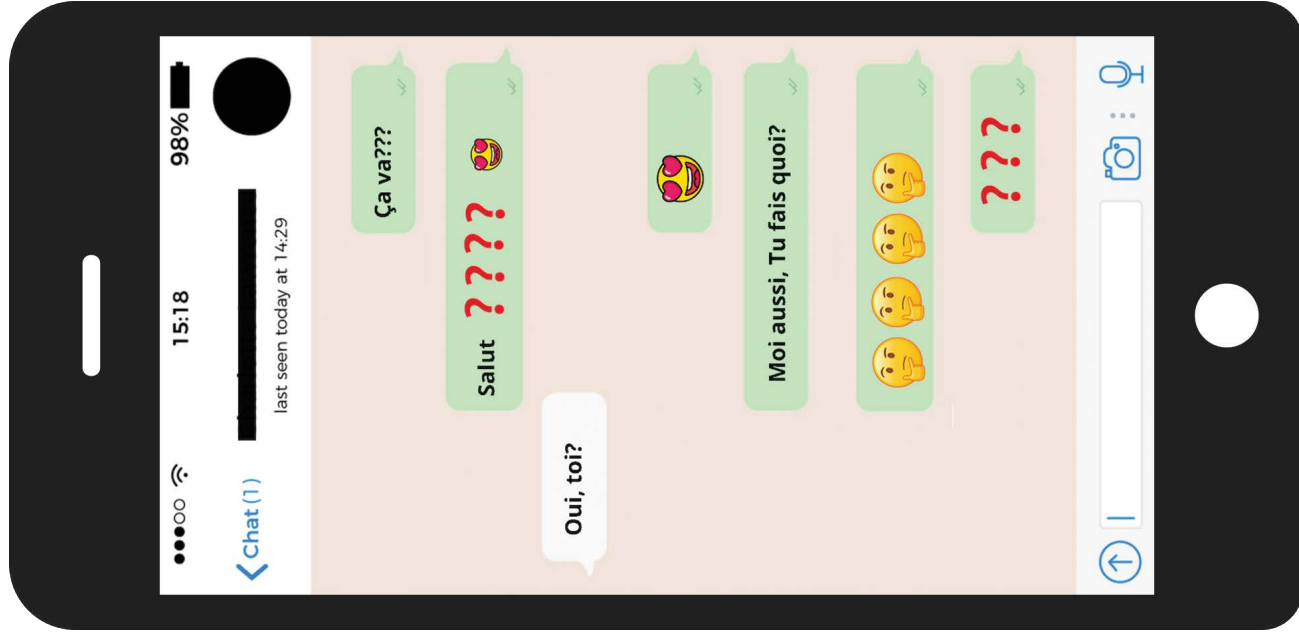 15:18 98%
Chat (1)
last seen today at 14:29
Ça va???
Salut ???? 😍
Oui, toi?
😍
Moi aussi, Tu fais quoi?
🤔🤔🤔🤔
???